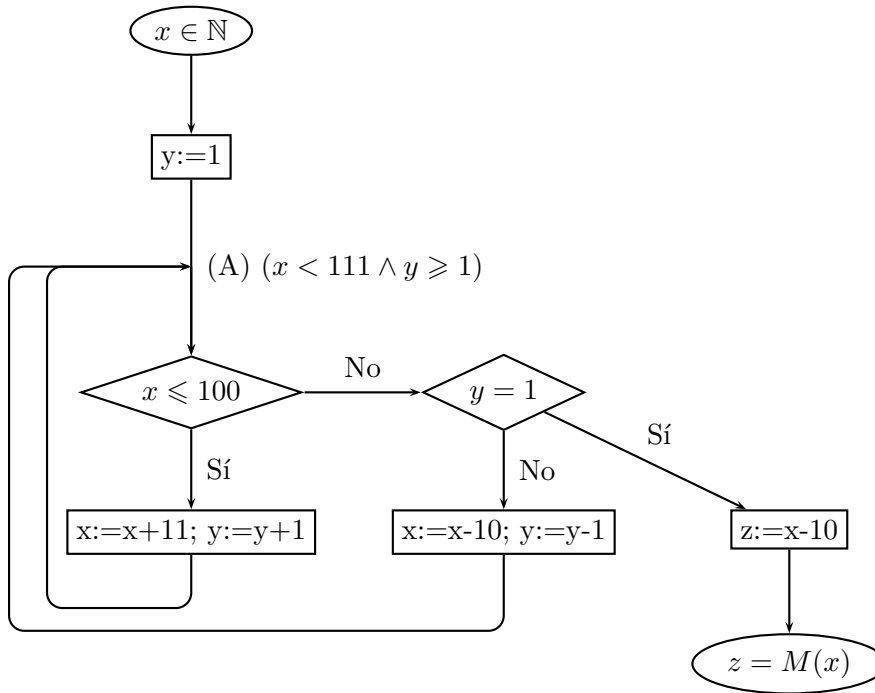 x ∈ ℕ
y:=1
(A) (x < 111 ∧ y ⩾ 1)
x ⩽ 100
No
y = 1
Sí
Sí
No
x:=x+11; y:=y+1
x:=x-10; y:=y-1
z:=x-10
z = M(x)